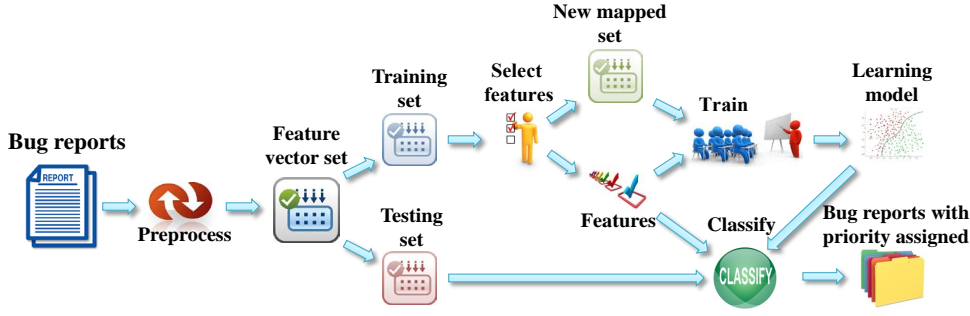 Bug reports
REPORT
Preprocess
Feature
vector set
Training
set
Testing
set
Select
features
New mapped
set
Features
Train
Learning
model
Classify
CLASSIFY
Bug reports with
priority assigned